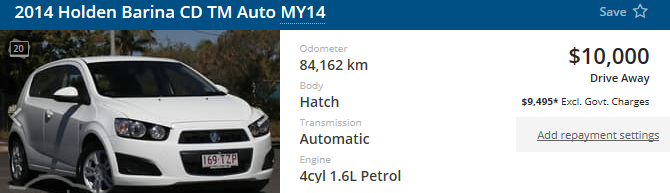 2014 Holden Barina CD TM Auto MY14
Save
20
Odometer
84,162 km
Body
Hatch
Transmission
Automatic
Engine
4cyl 1.6L Petrol
$10,000
Drive Away
$9,495* Excl. Govt. Charges
Add repayment settings
169·TZP